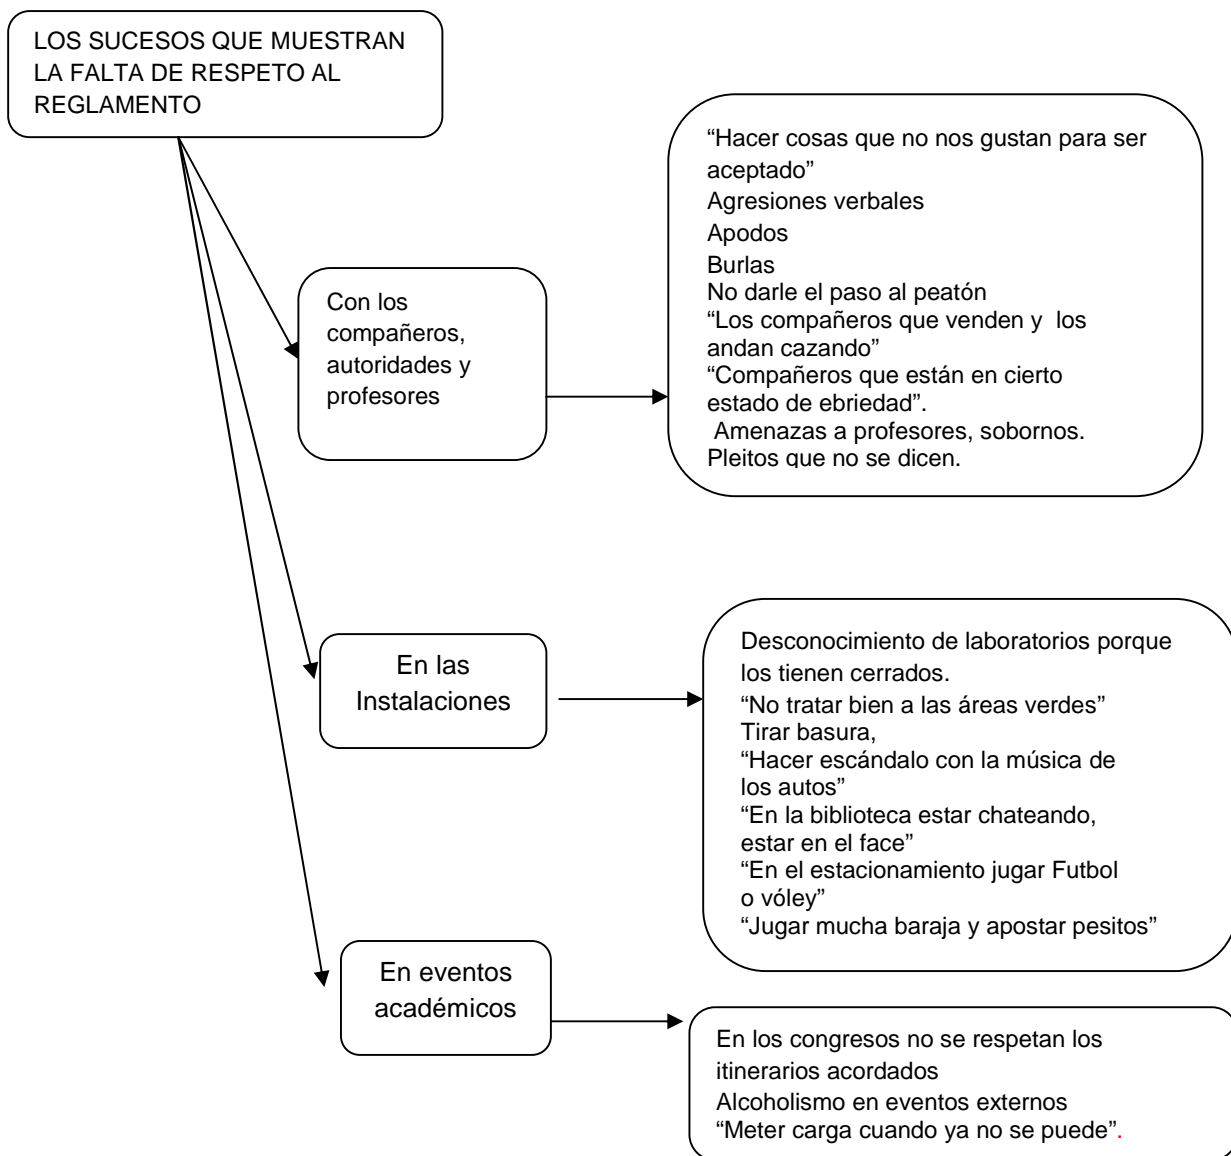 LOS SUCESOS QUE MUESTRAN
LA FALTA DE RESPETO AL
REGLAMENTO
Con los
compañeros,
autoridades y
profesores
“Hacer cosas que no nos gustan para ser
aceptado”
Agresiones verbales
Apodos
Burlas
No darle el paso al peatón
“Los compañeros que venden y los
andan cazando”
“Compañeros que están en cierto
estado de ebriedad”.
Amenazas a profesores, sobornos.
Pleitos que no se dicen.
En las
Instalaciones
Desconocimiento de laboratorios porque
los tienen cerrados.
“No tratar bien a las áreas verdes”
Tirar basura,
“Hacer escándalo con la música de
los autos”
“En la biblioteca estar chateando,
estar en el face”
“En el estacionamiento jugar Futbol
o vóley”
“Jugar mucha baraja y apostar pesitos”
En eventos
académicos
En los congresos no se respetan los
itinerarios acordados
Alcoholismo en eventos externos
“Meter carga cuando ya no se puede”.